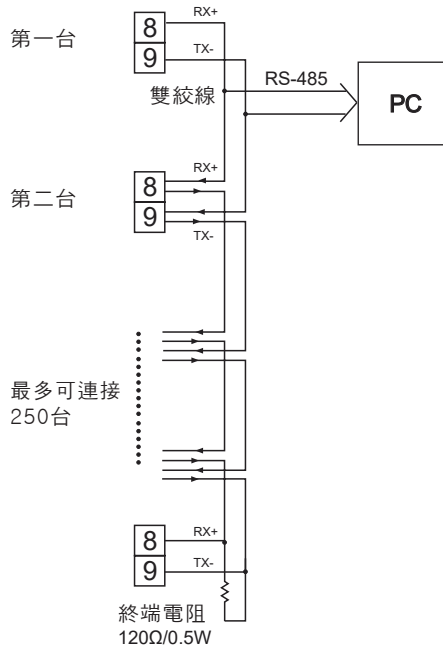 第一台
8
RX+
9
TX-
雙絞線
RS-485
PC
第二台
8
RX+
9
TX-
最多可連接
250台
8
RX+
9
TX-
終端電阻
120Ω/0.5W